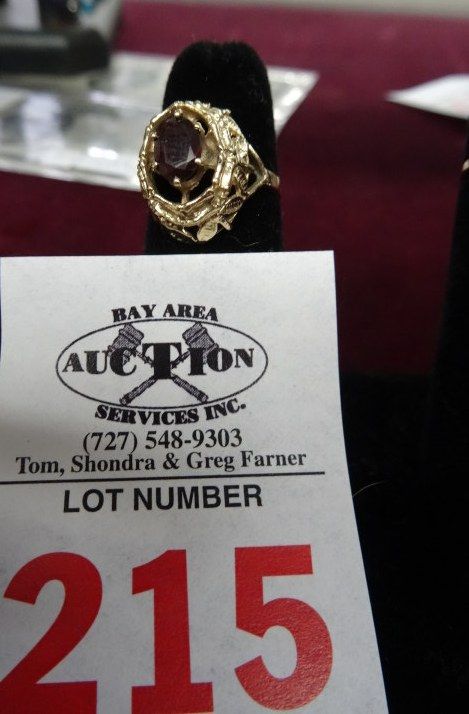 BAY AREA
AUCTION
SERVICES INC.
(727) 548-9303
Tom, Shondra & Greg Farner
LOT NUMBER
215